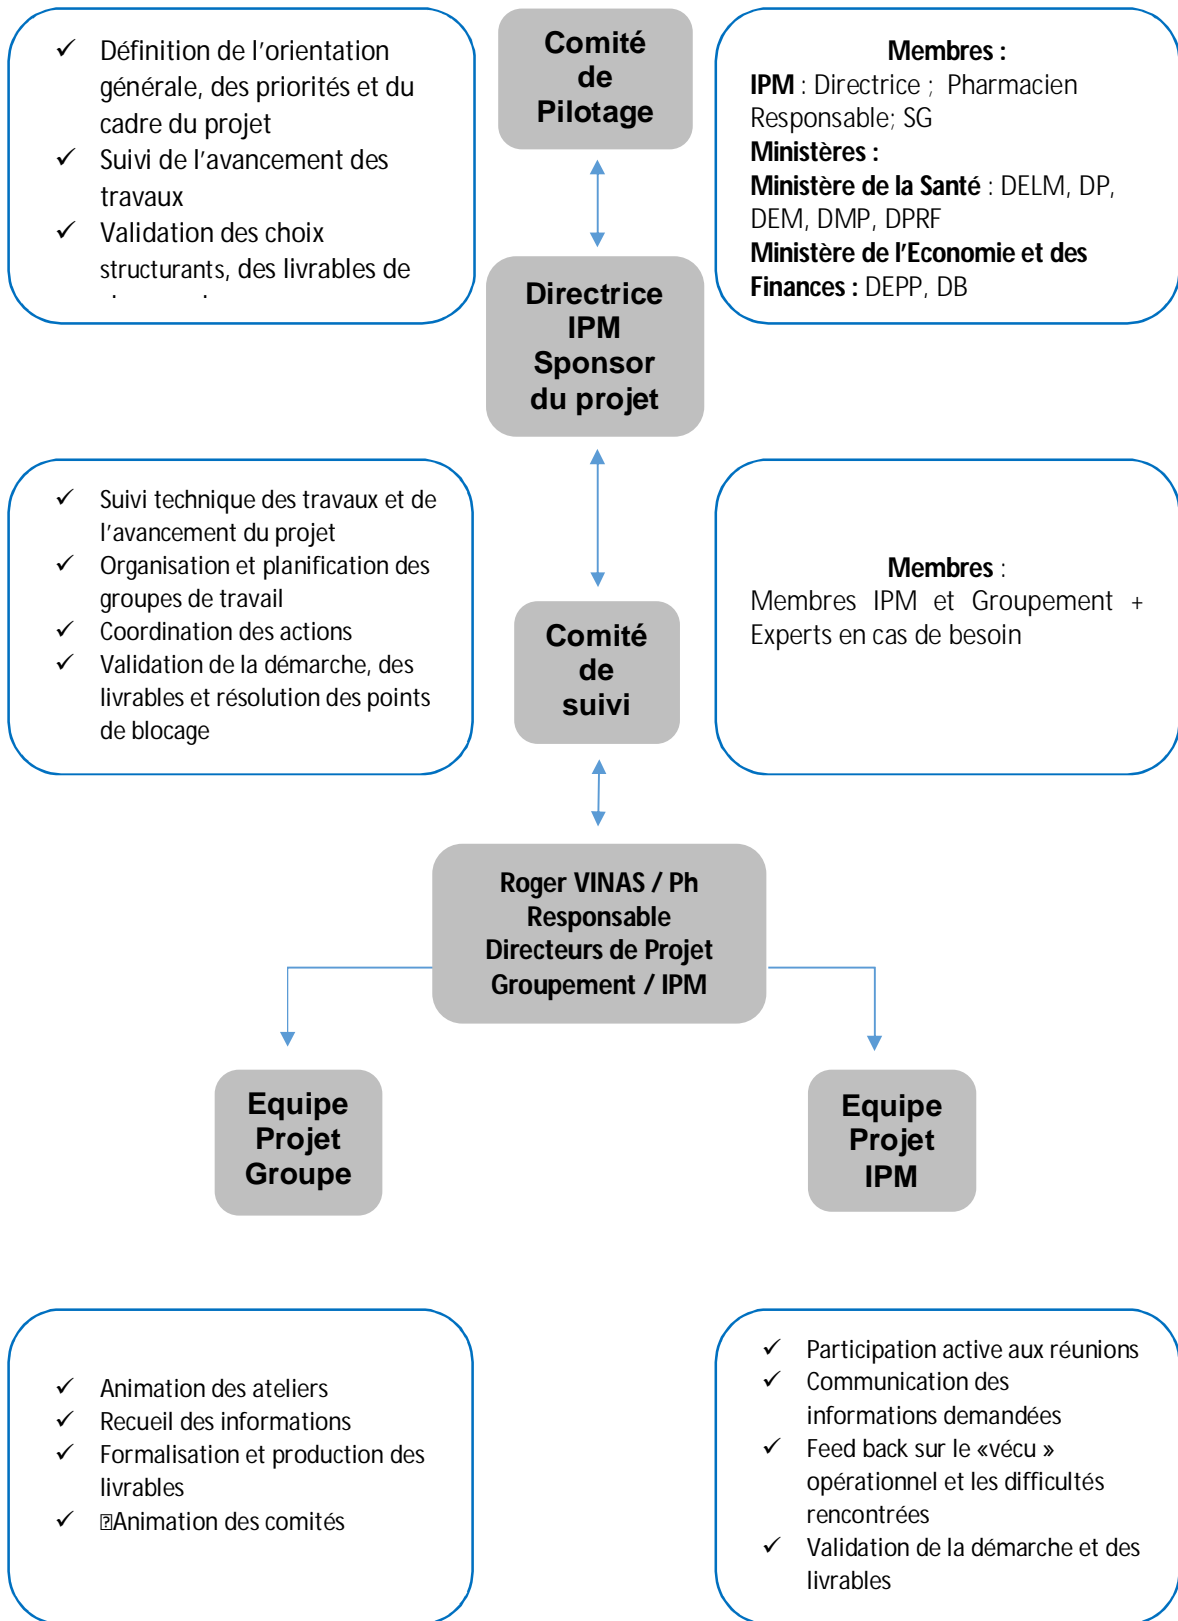 ✓ Définition de l'orientation
générale, des priorités et du
cadre du projet
✓ Suivi de l'avancement des
travaux
✓ Validation des choix
structurants, des livrables de
Comité
de
Pilotage
Membres :
IPM : Directrice ; Pharmacien
Responsable; SG
Ministères :
Ministère de la Santé : DELM, DP,
DEM, DMP, DPRF
Ministère de l'Economie et des
Finances : DEPP, DB
Directrice
IPM
Sponsor
du projet
✓ Suivi technique des travaux et de
l'avancement du projet
✓ Organisation et planification des
groupes de travail
✓ Coordination des actions
✓ Validation de la démarche, des
livrables et résolution des points
de blocage
Comité
de
suivi
Membres :
Membres IPM et Groupement +
Experts en cas de besoin
Roger VINAS / Ph
Responsable
Directeurs de Projet
Groupement / IPM
Equipe
Projet
Groupe
Equipe
Projet
IPM
✓ Animation des ateliers
✓ Recueil des informations
✓ Formalisation et production des
livrables
✓ Animation des comités
✓ Participation active aux réunions
✓ Communication des
informations demandées
✓ Feed back sur le «vécu »
opérationnel et les difficultés
rencontrées
✓ Validation de la démarche et des
livrables